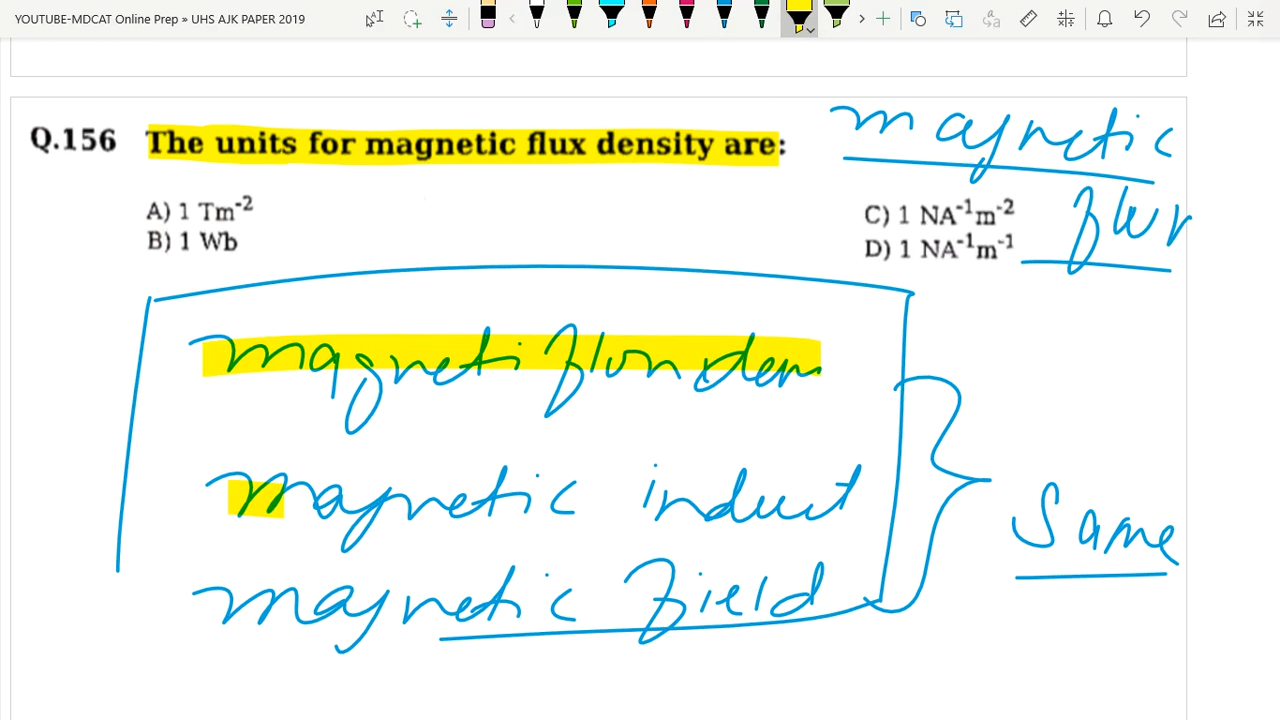 YOUTUBE-MDCAT Online Prep » UHS AJK PAPER 2019
Q.156 The units for magnetic flux density are:
A) 1 Tm⁻²
B) 1 Wb
C) 1 NA⁻¹m⁻²
D) 1 NA⁻¹m⁻¹
magnetic
flux
magneti flux den
magnetic induct
magnetic field
Same